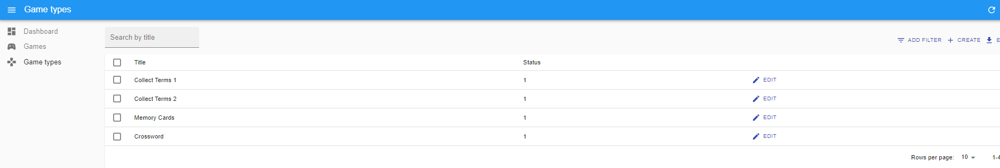 Game types
Dashboard
Games
Game types
Search by title
ADD FILTER CREATE E
Title Status
Collect Terms 1 1 EDIT
Collect Terms 2 1 EDIT
Memory Cards 1 EDIT
Crossword 1 EDIT
Rows per page: 10 1-4